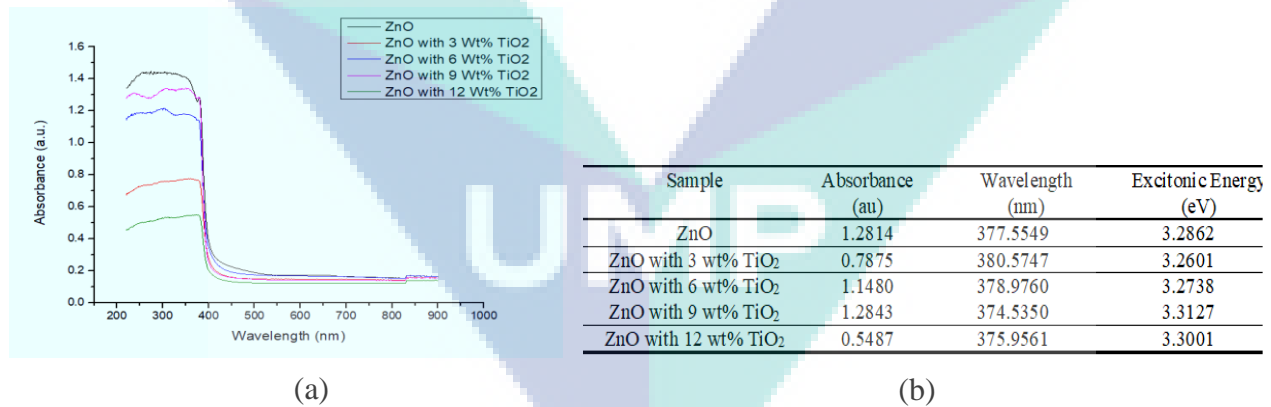 ZnO
ZnO with 3 Wt% TiO2
ZnO with 6 Wt% TiO2
ZnO with 9 Wt% TiO2
ZnO with 12 Wt% TiO2
1.6
1.4
1.2
1.0
0.8
0.6
0.4
0.2
0.0
Absorbance (a.u.)
200 300 400 500 600 700 800 900 1000
Wavelength (nm)
(a)
UMP
Sample Absorbance Wavelength Excitonic Energy
(au) (nm) (eV)
ZnO 1.2814 377.5549 3.2862
ZnO with 3 wt% TiO₂ 0.7875 380.5747 3.2601
ZnO with 6 wt% TiO₂ 1.1480 378.9760 3.2738
ZnO with 9 wt% TiO₂ 1.2843 374.5350 3.3127
ZnO with 12 wt% TiO₂ 0.5487 375.9561 3.3001
(b)